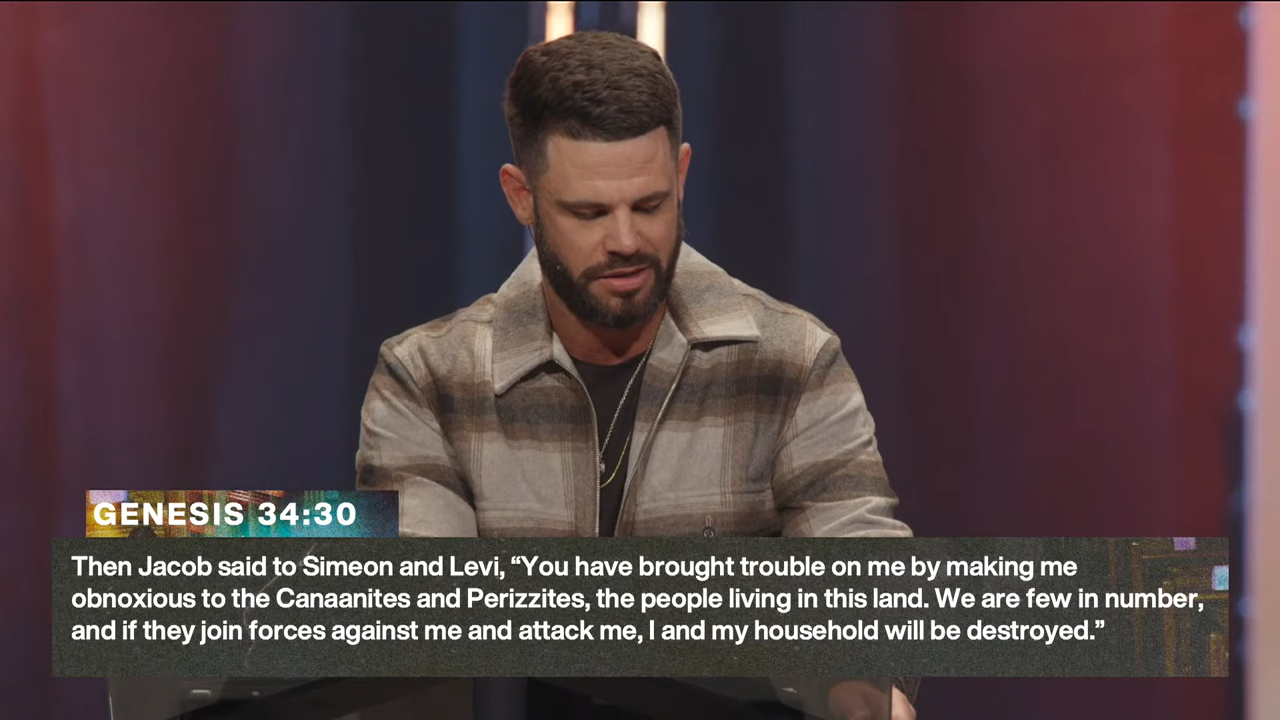 GENESIS 34:30
Then Jacob said to Simeon and Levi, “You have brought trouble on me by making me
obnoxious to the Canaanites and Perizzites, the people living in this land. We are few in number,
and if they join forces against me and attack me, I and my household will be destroyed.”